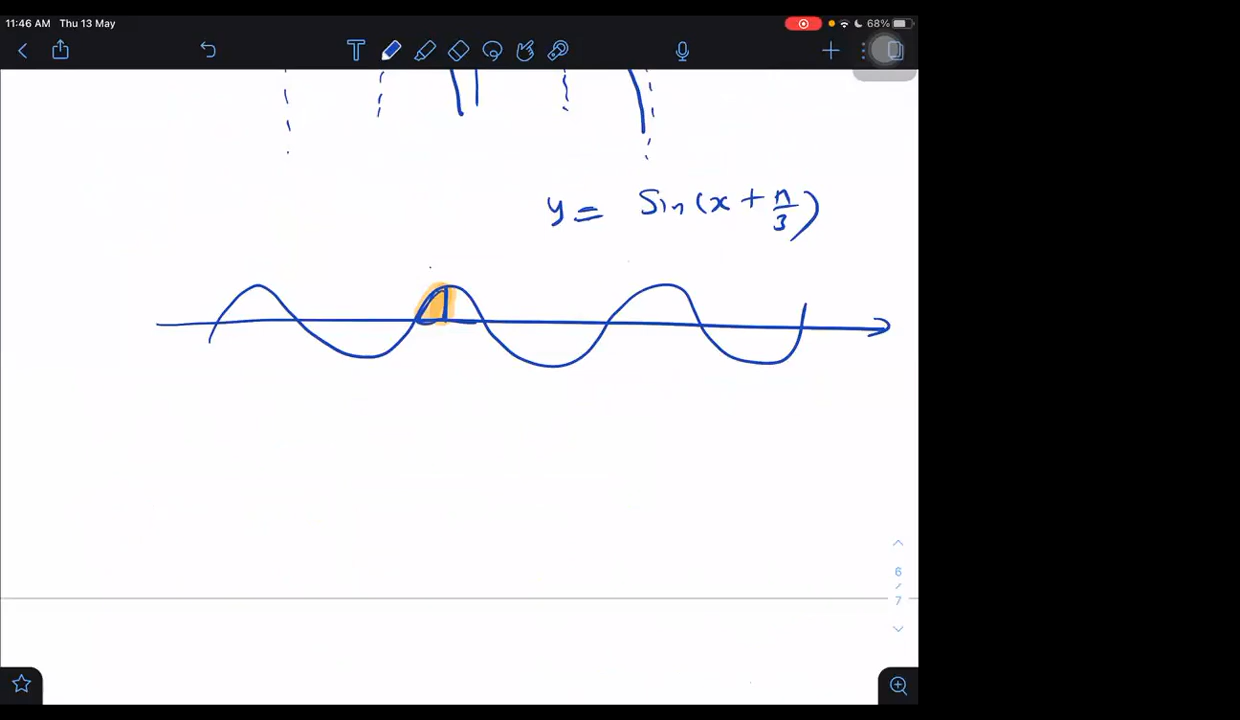 11:46 AM Thu 13 May
68%
T
y = Sin(x + π/3)
6
/
7